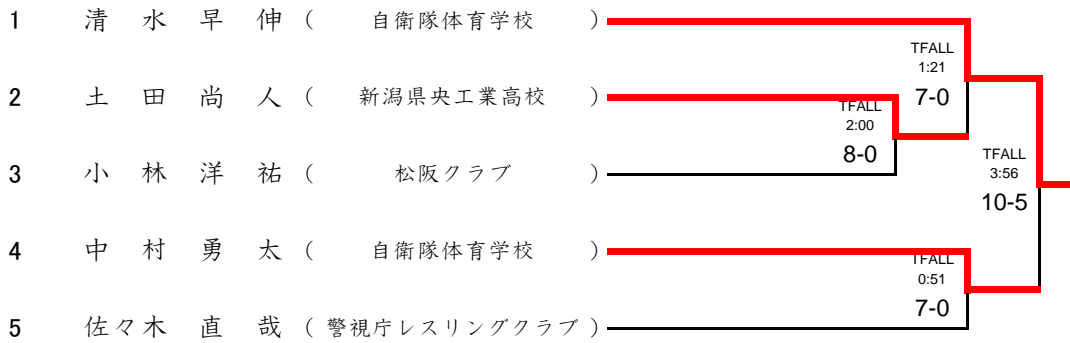 1 清水早伸(自衛隊体育学校)
TFALL
1:21
7-0
2 土田尚人(新潟県央工業高校)
TFALL
2:00
8-0
3 小林洋祐(松阪クラブ)
TFALL
3:56
10-5
4 中村勇太(自衛隊体育学校)
TFALL
0:51
7-0
5 佐々木直哉(警視庁レスリングクラブ)